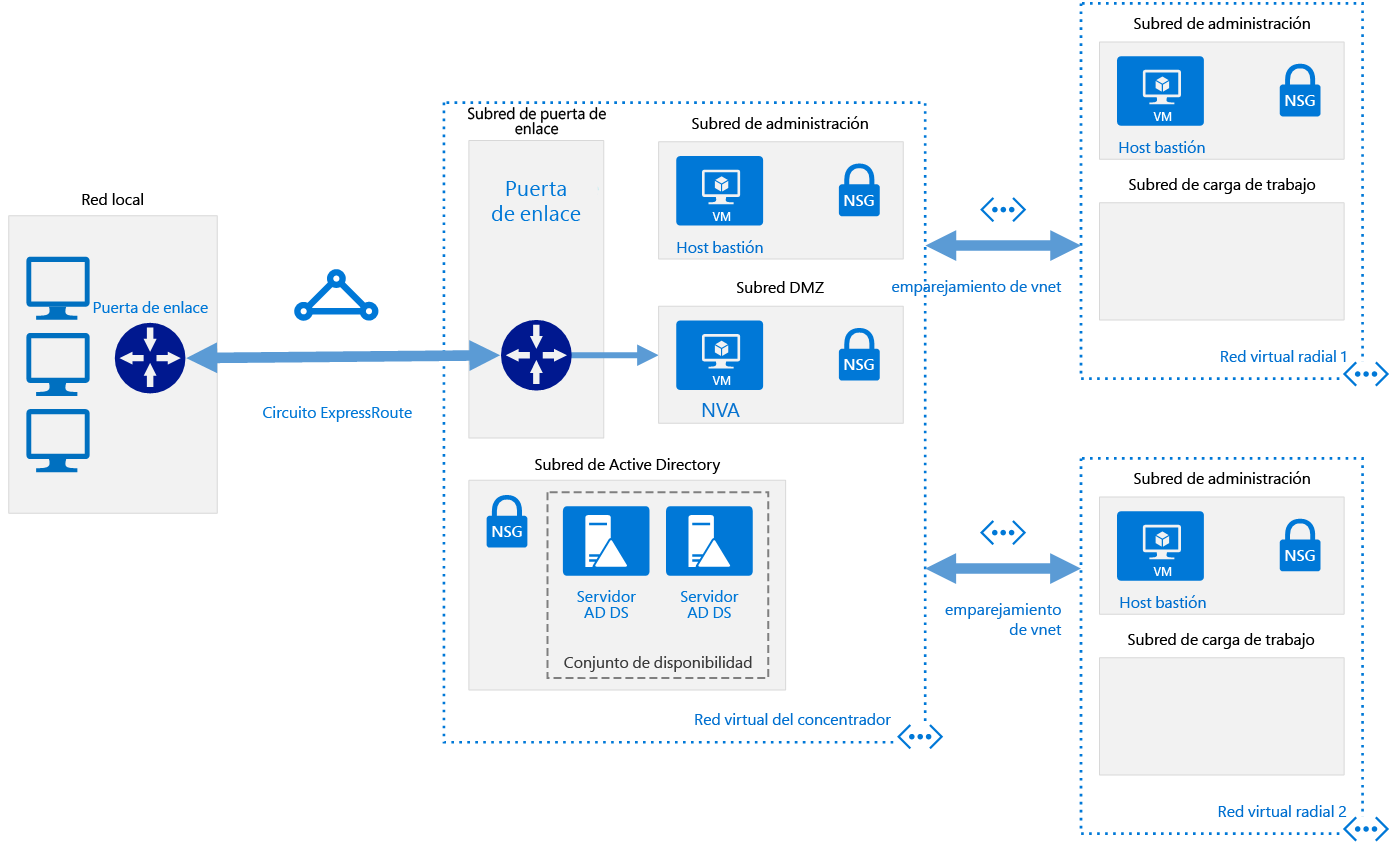 Red local
Puerta de enlace
Circuito ExpressRoute
Subred de puerta de
enlace
Puerta
de enlace
Subred de administración
VM
NSG
Host bastión
Subred DMZ
VM
NSG
NVA
Subred de Active Directory
NSG
Servidor
AD DS
Servidor
AD DS
Conjunto de disponibilidad
Red virtual del concentrador
emparejamiento de vnet
emparejamiento
de vnet
Subred de administración
VM
NSG
Host bastión
Subred de carga de trabajo
Red virtual radial 1
Subred de administración
VM
NSG
Host bastión
Subred de carga de trabajo
Red virtual radial 2